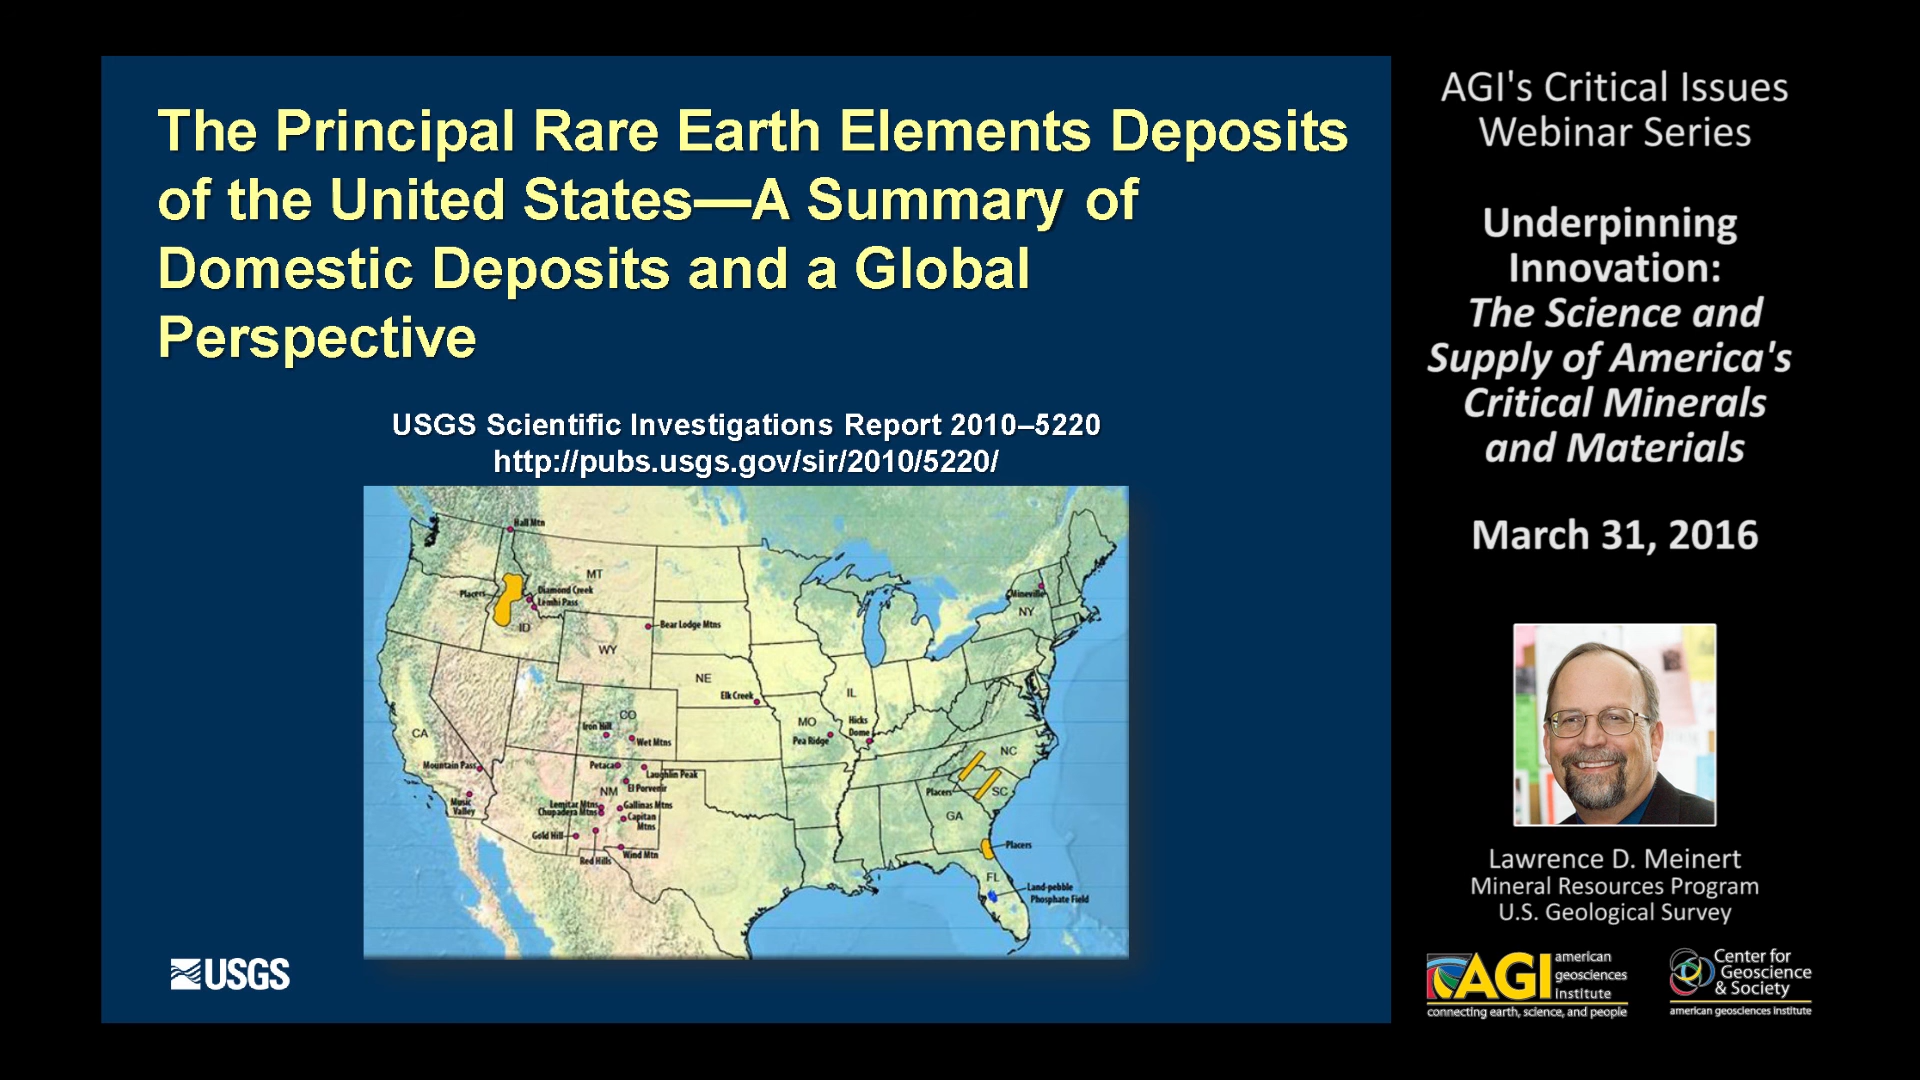 The Principal Rare Earth Elements Deposits
of the United States—A Summary of
Domestic Deposits and a Global
Perspective
USGS Scientific Investigations Report 2010–5220
http://pubs.usgs.gov/sir/2010/5220/
Hall Mtn
MT
Placers
Diamond Creek
Lemhi Pass
ID
Bear Lodge Mtns
WY
NE
Elk Creek
Mineville
NY
IL
CO
Iron Hill
Wet Mtns
MO
Pea Ridge
Hicks
Dome
CA
Mountain Pass
Music
Valley
Petaca
Laughlin Peak
El Porvenir
NM
Lemitar Mtns
Chupadera Mtns
Gallinas Mtns
Capitan
Mtns
Gold Hill
Red Hills
Wind Mtn
NC
Placers
SC
GA
Placers
FL
Land-pebble
Phosphate Field
USGS
AGI's Critical Issues
Webinar Series
Underpinning
Innovation:
The Science and
Supply of America's
Critical Minerals
and Materials
March 31, 2016
Lawrence D. Meinert
Mineral Resources Program
U.S. Geological Survey
AGI
american
geosciences
institute
connecting earth, science, and people
Center for
Geoscience
& Society
american geosciences institute